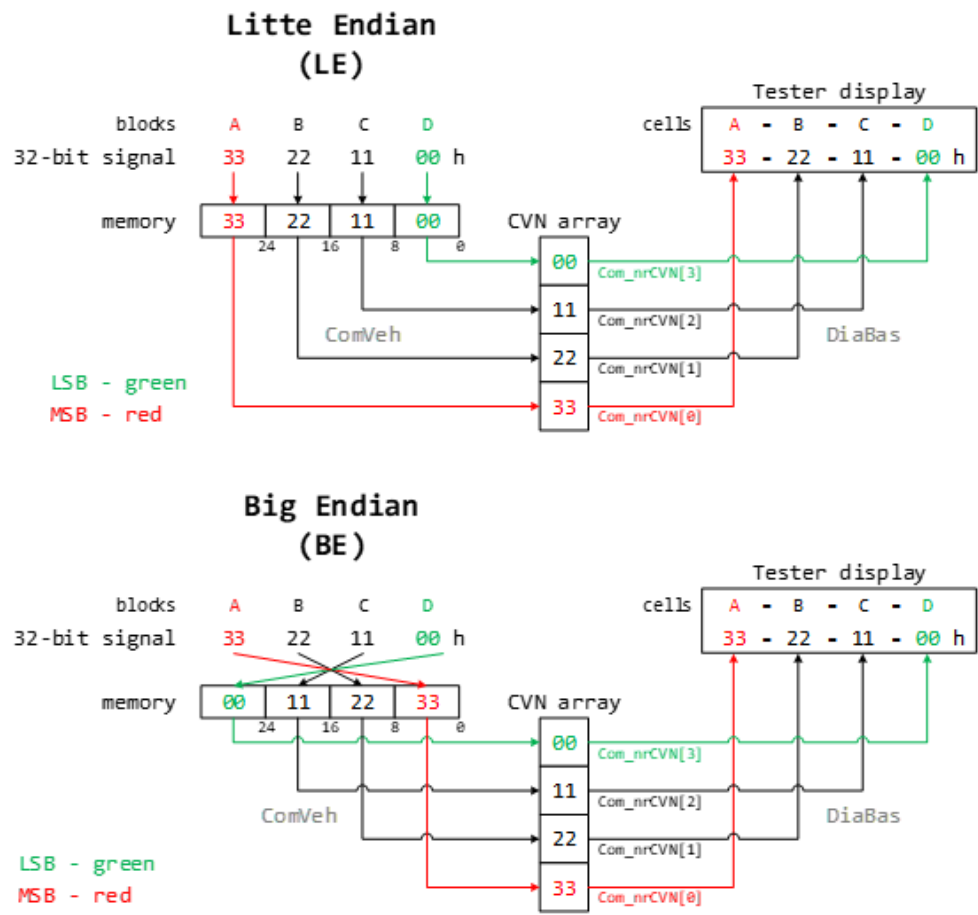 Litte Endian
(LE)
Tester display
blocks A B C D cells A - B - C - D
32-bit signal 33 22 11 00 h 33 - 22 - 11 - 00 h
memory 33 22 11 00 CVN array
24 16 8 0
00 Com_nrCVN[3]
11 Com_nrCVN[2]
ComVeh DiaBas
22 Com_nrCVN[1]
LSB - green
MSB - red 33 Com_nrCVN[0]
Big Endian
(BE)
Tester display
blocks A B C D cells A - B - C - D
32-bit signal 33 22 11 00 h 33 - 22 - 11 - 00 h
memory 00 11 22 33 CVN array
24 16 8 0
00 Com_nrCVN[3]
11 Com_nrCVN[2]
ComVeh DiaBas
22 Com_nrCVN[1]
LSB - green
MSB - red 33 Com_nrCVN[0]